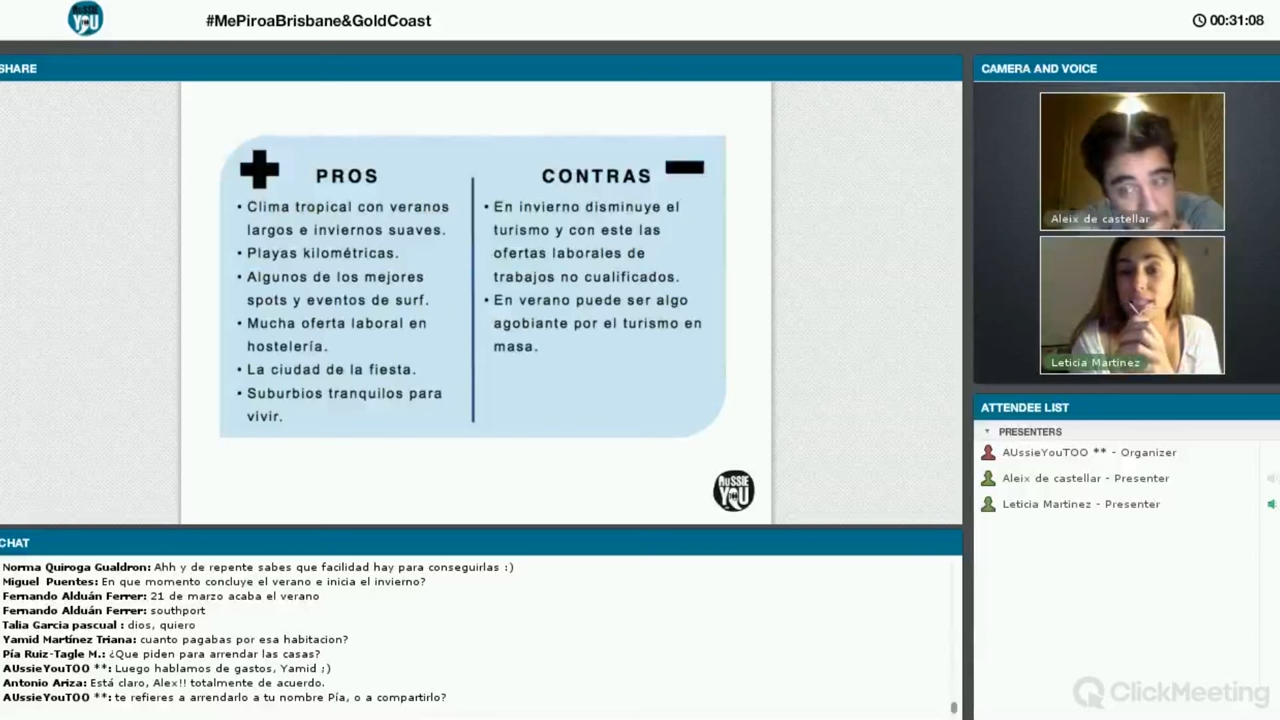 AUSSIE YOU TOO
#MePiroaBrisbane&GoldCoast
00:31:08
SHARE
CAMERA AND VOICE
PROS
• Clima tropical con veranos
largos e inviernos suaves.
• Playas kilométricas.
• Algunos de los mejores
spots y eventos de surf.
• Mucha oferta laboral en
hostelería.
• La ciudad de la fiesta.
• Suburbios tranquilos para
vivir.
CONTRAS
• En invierno disminuye el
turismo y con este las
ofertas laborales de
trabajos no cualificados.
• En verano puede ser algo
agobiante por el turismo en
masa.
AUSSIE YOU TOO
Aleix de castellar
Leticia Martinez
ATTENDEE LIST
PRESENTERS
AUssieYouTOO ** - Organizer
Aleix de castellar - Presenter
Leticia Martinez - Presenter
CHAT
Norma Quiroga Gualdron: Ahh y de repente sabes que facilidad hay para conseguirlas :)
Miguel Puentes: En que momento concluye el verano e inicia el invierno?
Fernando Alduán Ferrer: 21 de marzo acaba el verano
Fernando Alduán Ferrer: southport
Talia Garcia pascual : dios, quiero
Yamid Martínez Triana: cuanto pagabas por esa habitacion?
Pía Ruiz-Tagle M.: ¿Que piden para arrendar las casas?
AUssieYouTOO **: Luego hablamos de gastos, Yamid ;)
Antonio Ariza: Está claro, Alex!! totalmente de acuerdo.
AUssieYouTOO **: te refieres a arrendarlo a tu nombre Pía, o a compartirlo?
ClickMeeting